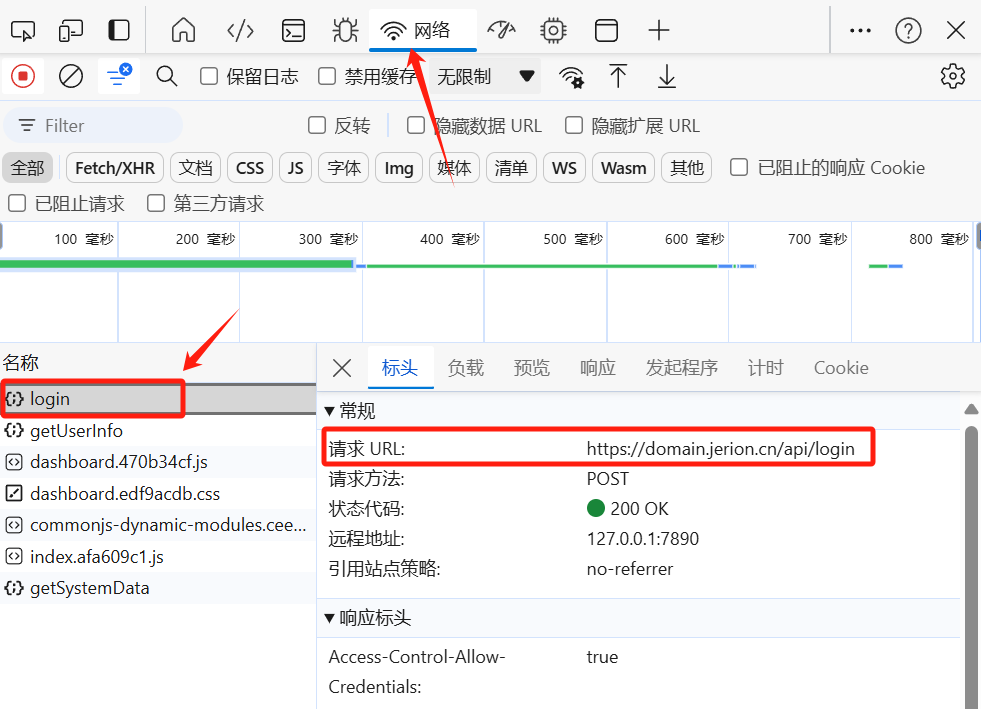 网络
保留日志 禁用缓存 无限制
Filter 反转 隐藏数据 URL 隐藏扩展 URL
全部 Fetch/XHR 文档 CSS JS 字体 Img 媒体 清单 WS Wasm 其他 已阻止的响应 Cookie
已阻止请求 第三方请求
100 毫秒 200 毫秒 300 毫秒 400 毫秒 500 毫秒 600 毫秒 700 毫秒 800 毫秒
名称
标头 负载 预览 响应 发起程序 计时 Cookie
login
getUserInfo
dashboard.470b34cf.js
dashboard.edf9acdb.css
commonjs-dynamic-modules.cee...
index.afa609c1.js
getSystemData
常规
请求 URL: https://domain.jerion.cn/api/login
请求方法: POST
状态代码: 200 OK
远程地址: 127.0.0.1:7890
引用站点策略: no-referrer
响应标头
Access-Control-Allow- true
Credentials: